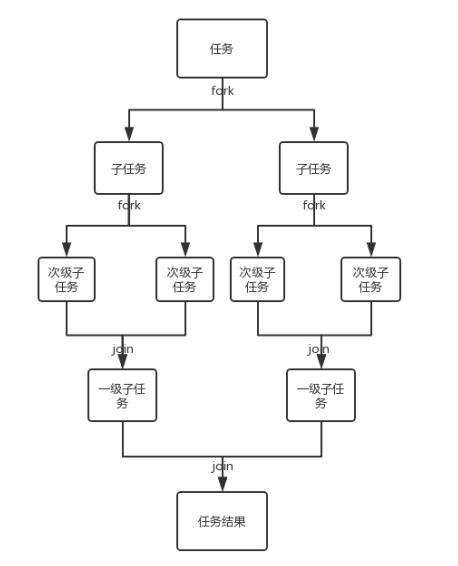 任务
fork
子任务
子任务
fork
fork
次级子
任务
次级子
任务
次级子
任务
次级子
任务
join
join
一级子任
务
一级子任
务
join
任务结果